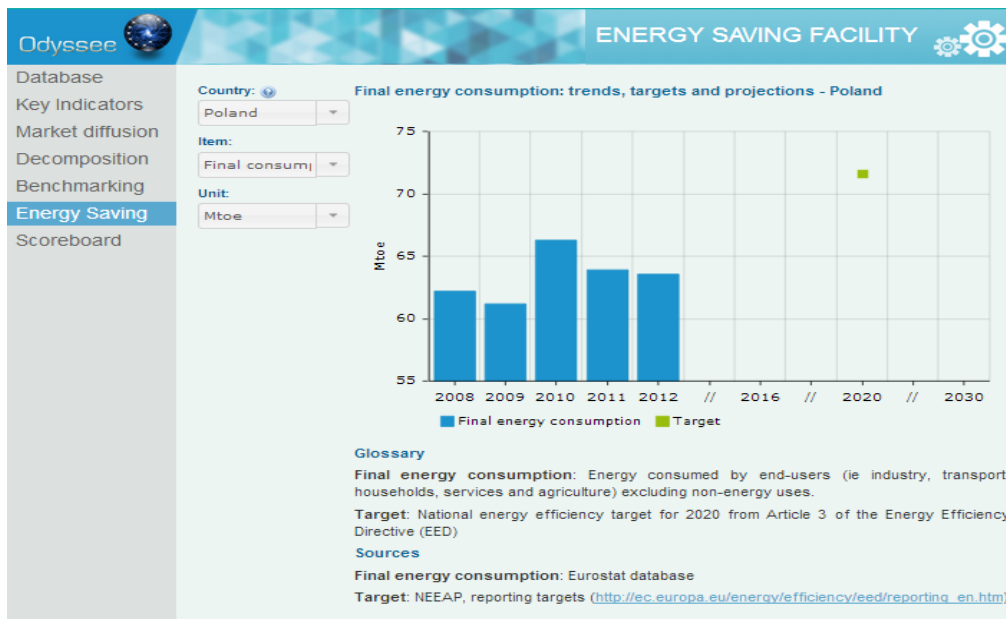 Odyssee
ENERGY SAVING FACILITY
Database
Key Indicators
Market diffusion
Decomposition
Benchmarking
Energy Saving
Scoreboard
Country:
Poland
Item:
Final consum
Unit:
Mtoe
Final energy consumption: trends, targets and projections - Poland
75
70
65
60
55
Mtoe
2008 2009 2010 2011 2012 // 2016 // 2020 // 2030
Final energy consumption Target
Glossary
Final energy consumption: Energy consumed by end-users (ie industry, transport
households, services and agriculture) excluding non-energy uses.
Target: National energy efficiency target for 2020 from Article 3 of the Energy Efficiency
Directive (EED)
Sources
Final energy consumption: Eurostat database
Target: NEEAP, reporting targets (http://ec.europa.eu/energy/efficiency/eed/reporting_en.htm)